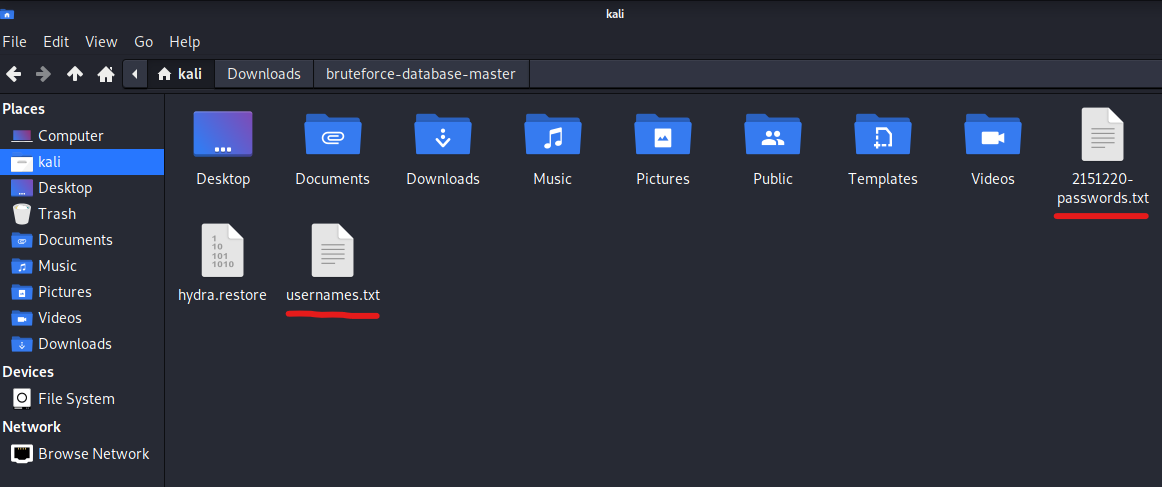 kali
File Edit View Go Help
kali Downloads bruteforce-database-master
Places
Computer
kali
Desktop
Trash
Documents
Music
Pictures
Videos
Downloads
Devices
File System
Network
Browse Network
Desktop Documents Downloads Music Pictures Public Templates Videos 2151220-
passwords.txt
1
10
101
1010
hydra.restore usernames.txt